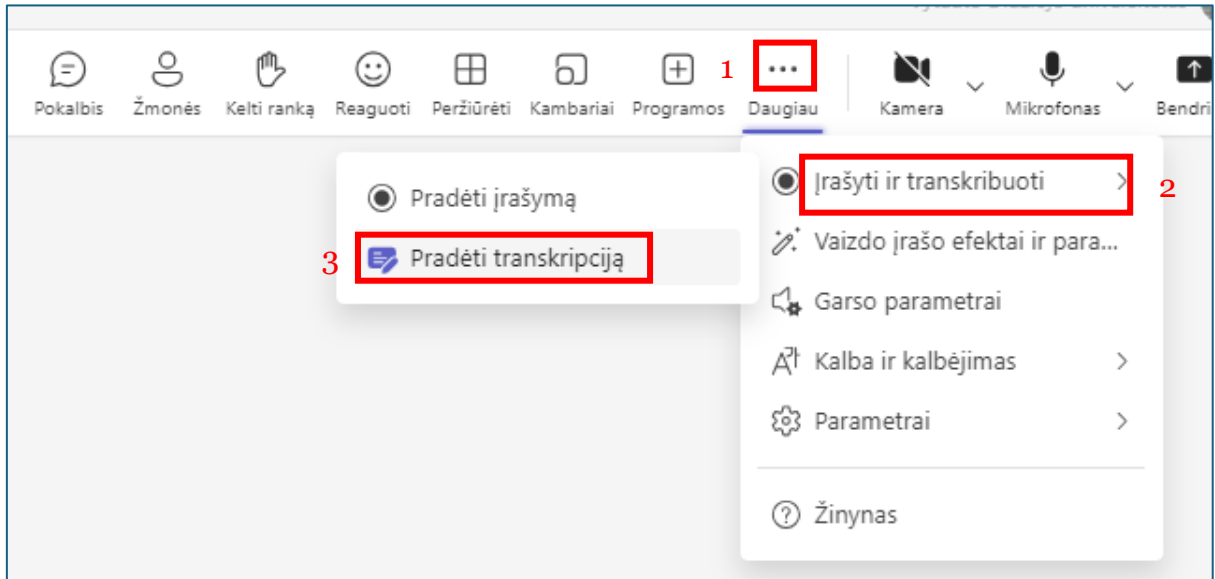 Pokalbis Žmonės Kelti ranką Reaguoti Peržiūrėti Kambariai Programos 1 Daugiau Kamera Mikrofonas Bendri
Įrašyti ir transkribuoti 2
Pradėti įrašymą
Vaizdo įrašo efektai ir para...
3 Pradėti transkripciją
Garso parametrai
Kalba ir kalbėjimas
Parametrai
Žinynas